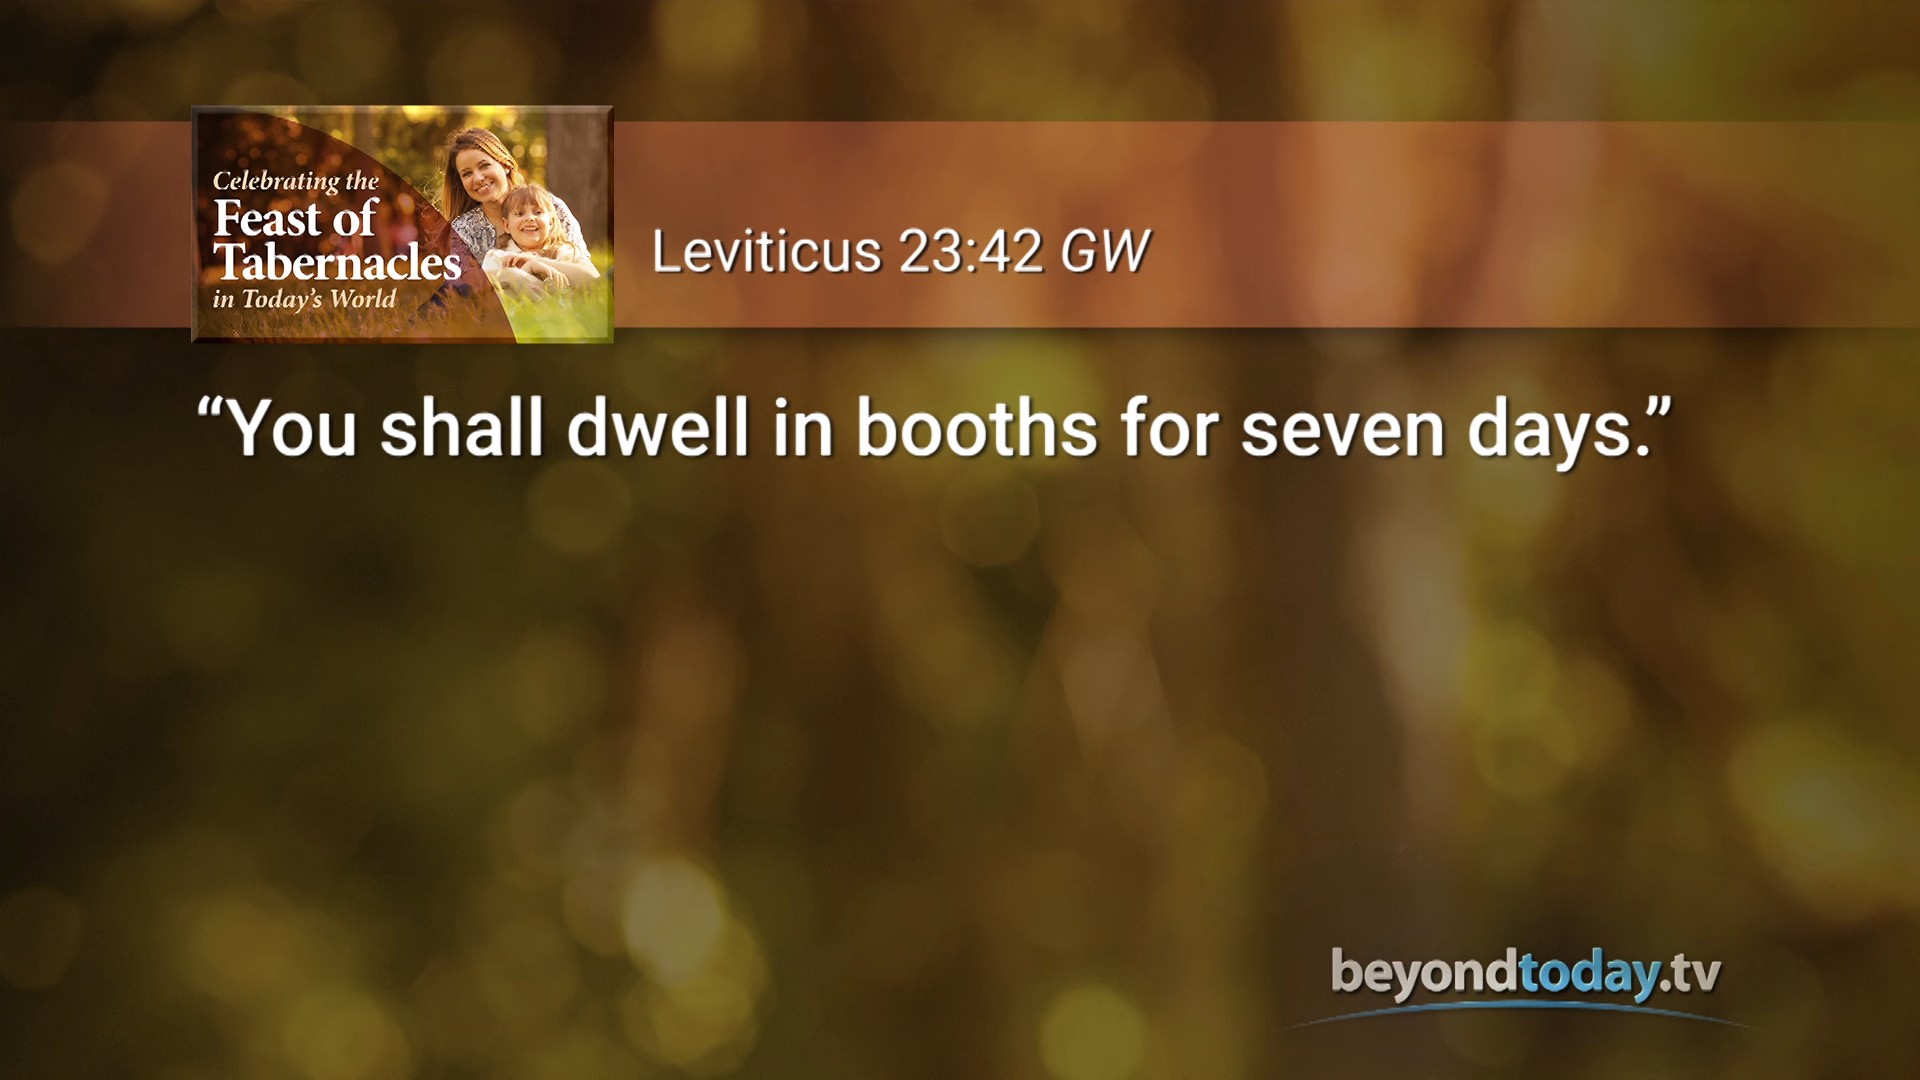 Celebrating the
Feast of
Tabernacles
in Today’s World
Leviticus 23:42 GW
“You shall dwell in booths for seven days.”
beyondtoday.tv